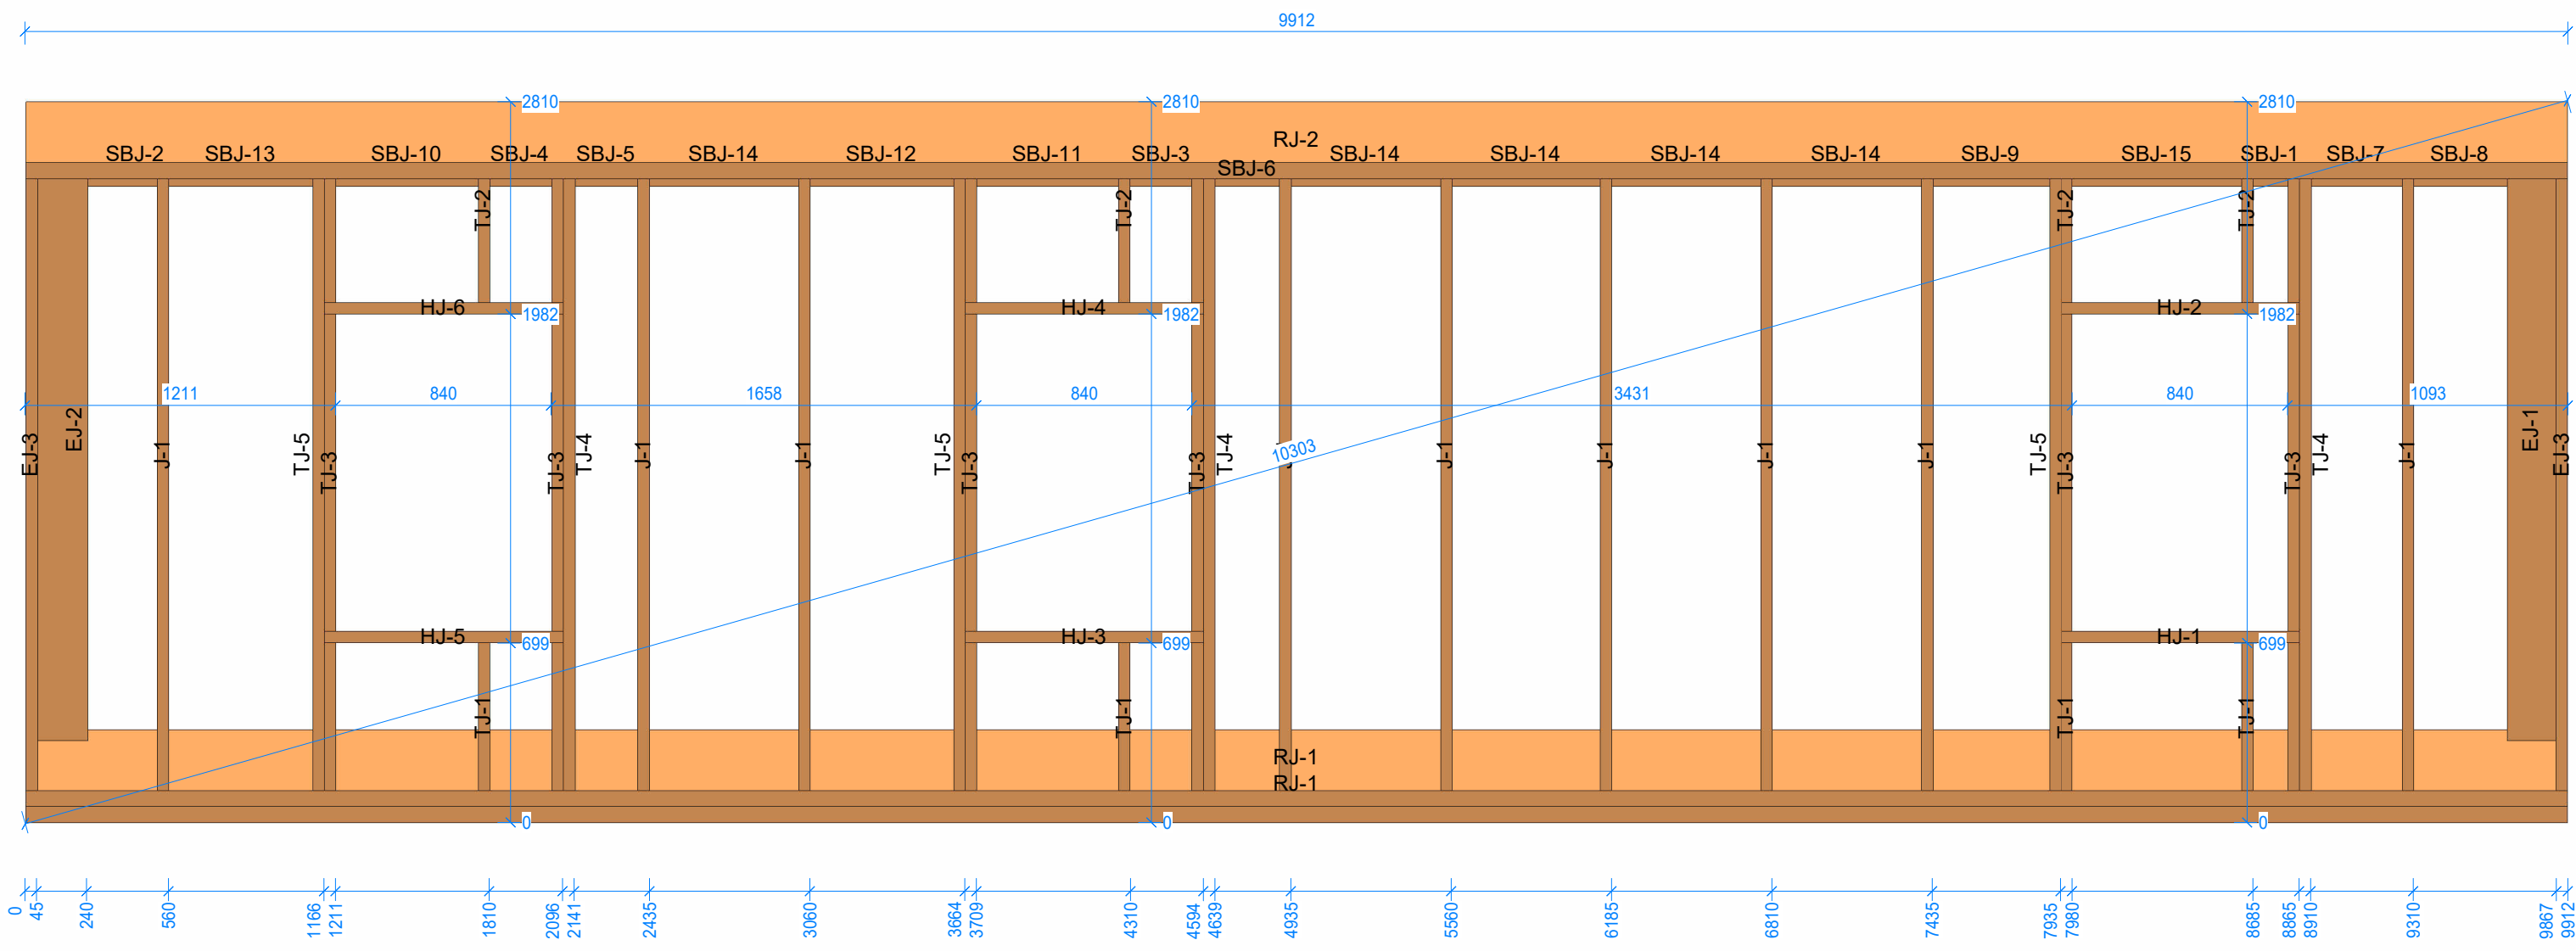 9912
2810 2810 2810
RJ-2
SBJ-2 SBJ-13 SBJ-10 SBJ-4 SBJ-5 SBJ-14 SBJ-12 SBJ-11 SBJ-3 SBJ-14 SBJ-14 SBJ-14 SBJ-14 SBJ-9 SBJ-15 SBJ-1 SBJ-7 SBJ-8
SBJ-6
TJ-2 TJ-2 TJ-2 TJ-2
HJ-6 HJ-4 HJ-2
1982 1982 1982
1211 840 1658 840 3431 840 1093
EJ-3 EJ-2 J-1 TJ-5 TJ-3 TJ-3 TJ-4 J-1 J-1 TJ-5 TJ-3 TJ-3 TJ-4 10303 J-1 J-1 J-1 J-1 TJ-5 TJ-3 TJ-3 TJ-4 J-1 EJ-1 EJ-3
HJ-5 HJ-3 HJ-1
699 699 699
TJ-1 TJ-1 TJ-1 TJ-1
RJ-1
RJ-1
0 0 0
0 45 240 560 1166 1211 1810 2096 2141 2435 3060 3664 3709 4310 4594 4639 4935 5560 6185 6810 7435 7935 7980 8685 8865 8910 9310 9867 9912